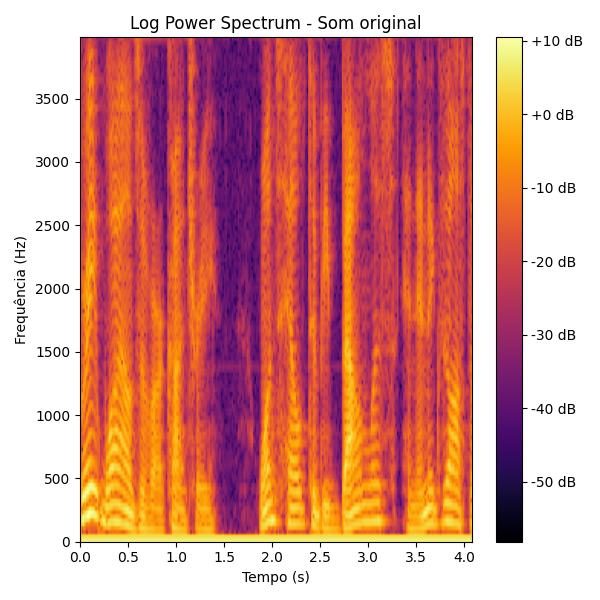 Log Power Spectrum - Som original
+10 dB
+0 dB
-10 dB
-20 dB
-30 dB
-40 dB
-50 dB
Frequência (Hz)
3500
3000
2500
2000
1500
1000
500
0
0.0 0.5 1.0 1.5 2.0 2.5 3.0 3.5 4.0
Tempo (s)